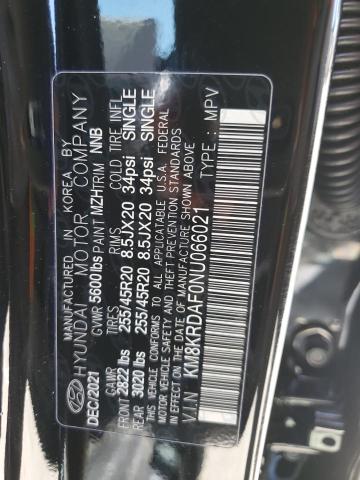 MANUFACTURED IN KOREA BY
HYUNDAI MOTOR COMPANY
DEC/2021 GVWR 5600lbs PAINT MZH TRIM NNB
GAWR TIRES RIMS COLD TIRE INFL
FRONT 2822 lbs 255/45R20 8.5JX20 34psi SINGLE
REAR 3020 lbs 255/45R20 8.5JX20 34psi SINGLE
THIS VEHICLE CONFORMS TO ALL APPLICABLE U.S.A. FEDERAL
MOTOR VEHICLE SAFETY, BUMPER, AND THEFT PREVENTION
STANDARDS IN EFFECT ON THE DATE OF MANUFACTURE
V.I.N : KM8KRDAF0NU086021 TYPE : MPV